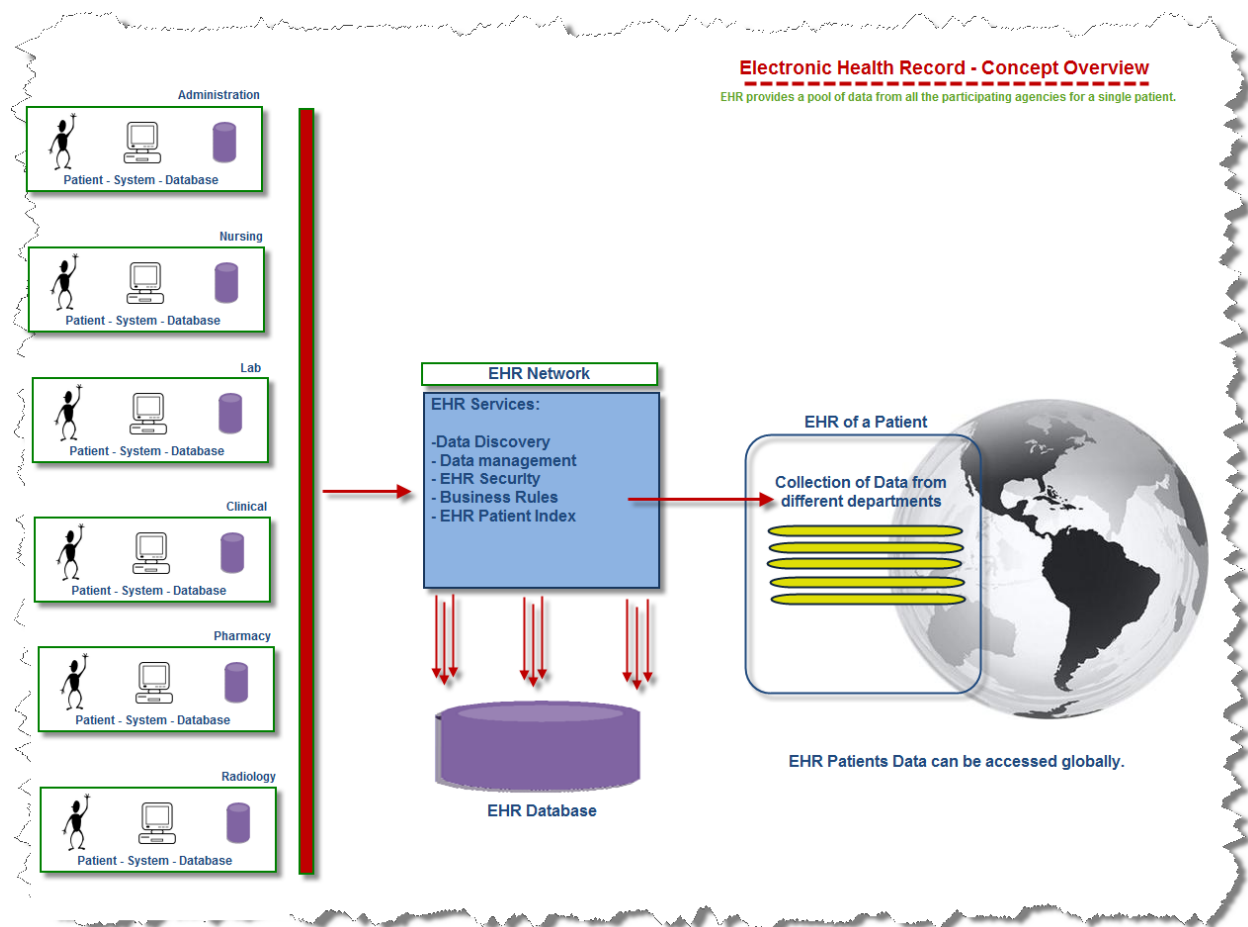 Electronic Health Record - Concept Overview
EHR provides a pool of data from all the participating agencies for a single patient.
Administration
Patient - System - Database
Nursing
Patient - System - Database
Lab
Patient - System - Database
Clinical
Patient - System - Database
Pharmacy
Patient - System - Database
Radiology
Patient - System - Database
EHR Network
EHR Services:
-Data Discovery
- Data management
- EHR Security
- Business Rules
- EHR Patient Index
EHR Database
EHR of a Patient
Collection of Data from
different departments
EHR Patients Data can be accessed globally.